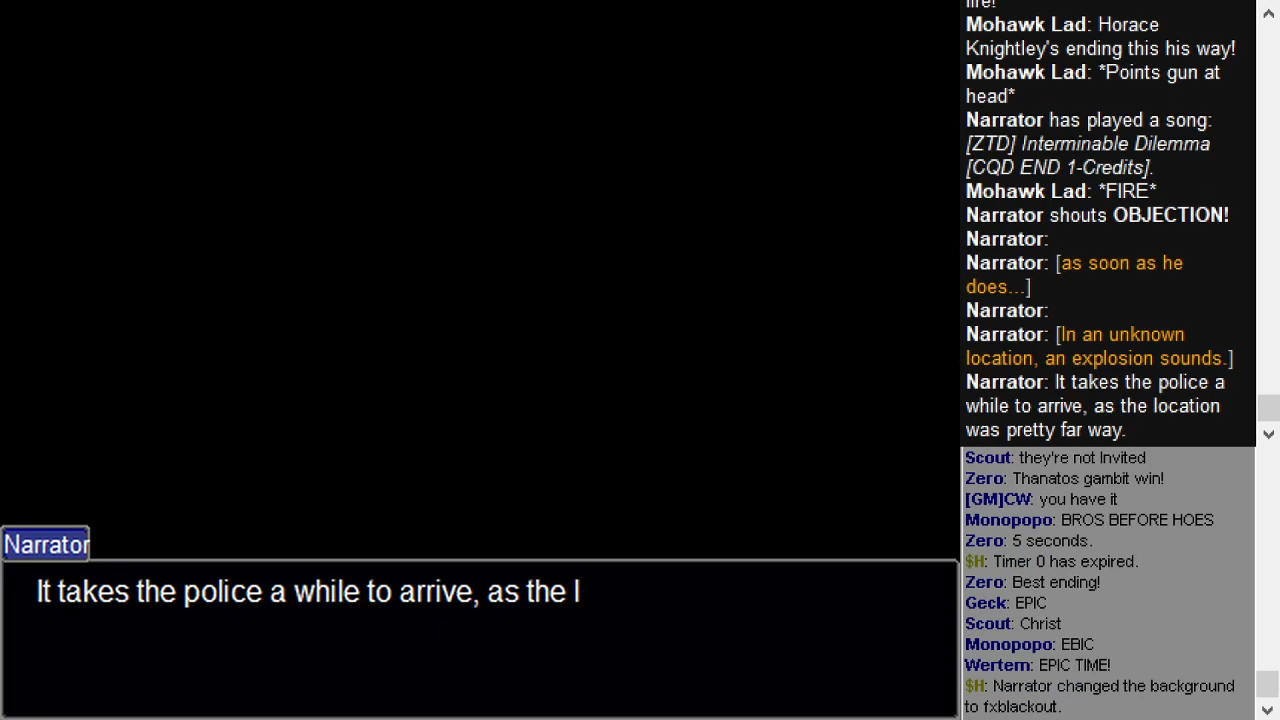 fire!
Mohawk Lad: Horace
Knightley's ending this his way!
Mohawk Lad: *Points gun at
head*
Narrator has played a song:
[ZTD] Interminable Dilemma
[CQD END 1-Credits].
Mohawk Lad: *FIRE*
Narrator shouts OBJECTION!
Narrator:
Narrator: [as soon as he
does...]
Narrator:
Narrator: [In an unknown
location, an explosion sounds.]
Narrator: It takes the police a
while to arrive, as the location
was pretty far way.
Scout: they're not Invited
Zero: Thanatos gambit win!
[GM]CW: you have it
Monopopo: BROS BEFORE HOES
Zero: 5 seconds.
$H: Timer 0 has expired.
Zero: Best ending!
Geck: EPIC
Scout: Christ
Monopopo: EBIC
Wertem: EPIC TIME!
$H: Narrator changed the background
to fxblackout.
Narrator
It takes the police a while to arrive, as the l